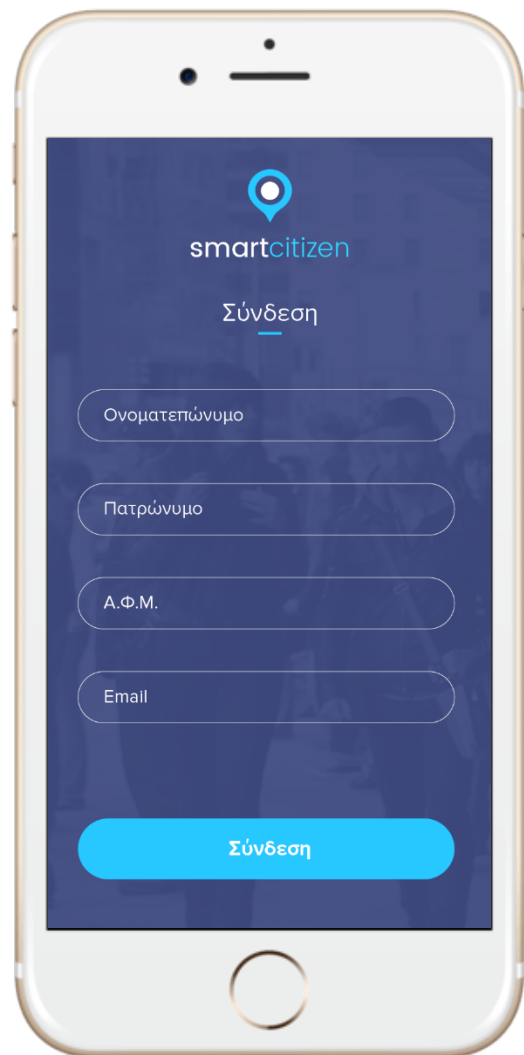 smartcitizen
Σύνδεση
Ονοματεπώνυμο
Πατρώνυμο
Α.Φ.Μ.
Email
Σύνδεση